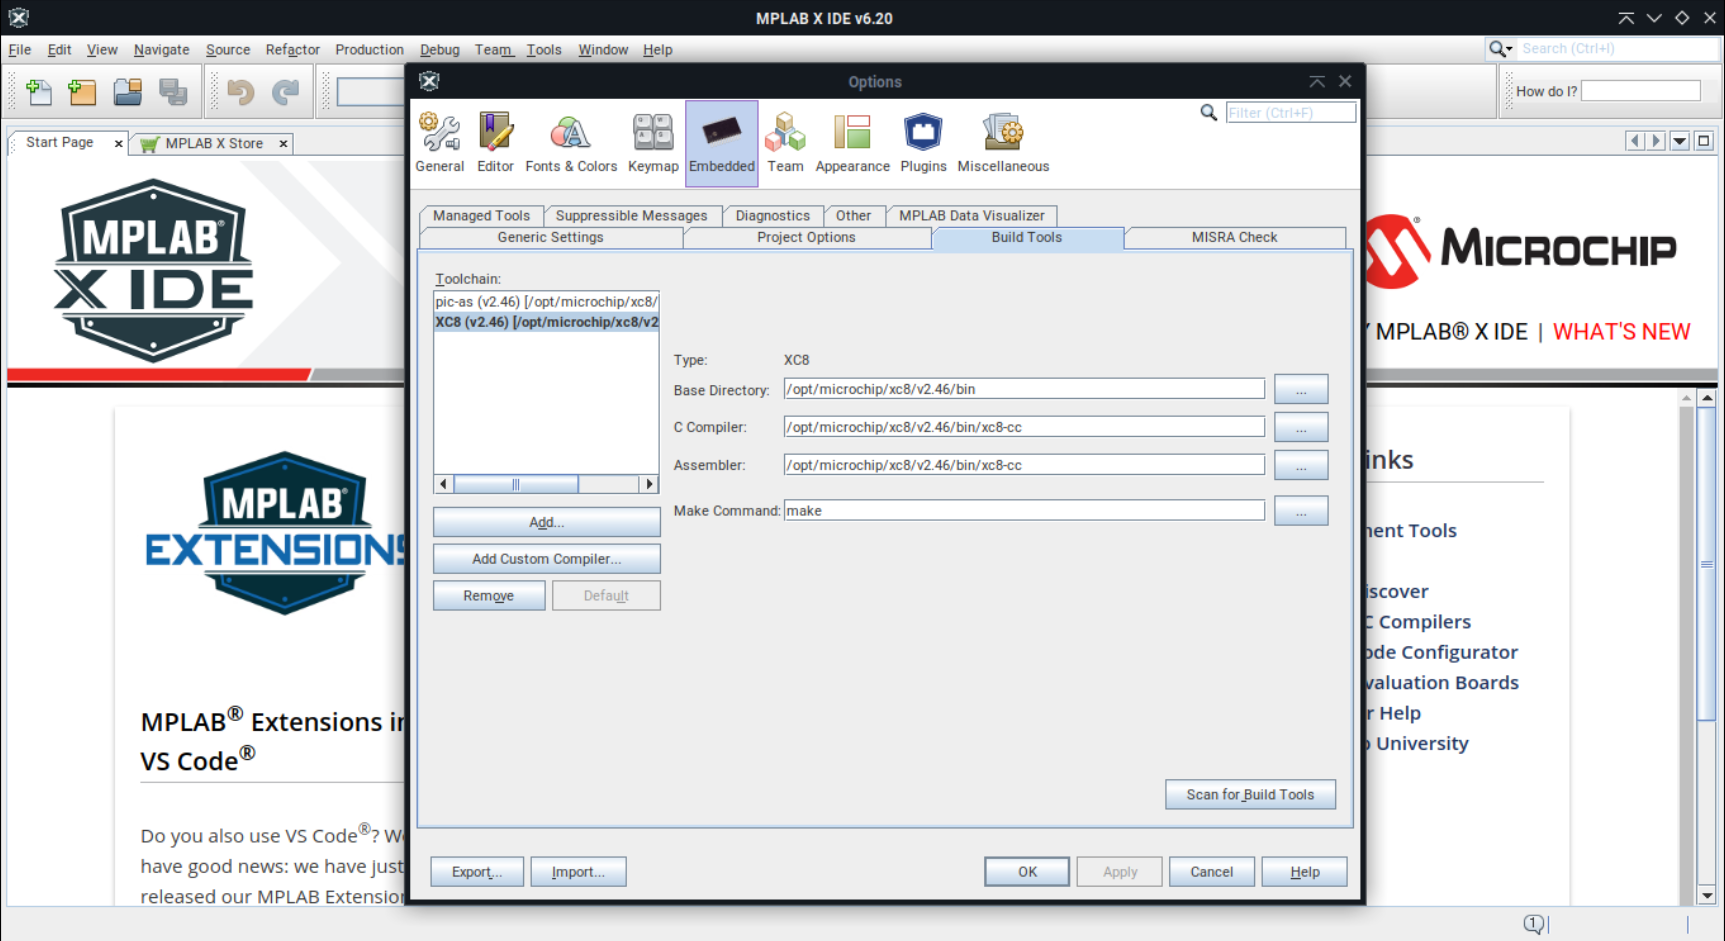 MPLAB X IDE v6.20
File Edit View Navigate Source Refactor Production Debug Team Tools Window Help
Search (Ctrl+I)
How do I?
Start Page
MPLAB X Store
MPLAB®
X IDE
MICROCHIP
MPLAB® X IDE | WHAT'S NEW
MPLAB®
EXTENSIONS
MPLAB® Extensions in
VS Code®
Do you also use VS Code®? We
have good news: we have just
released our MPLAB Extension
Options
Filter (Ctrl+F)
General Editor Fonts & Colors Keymap Embedded Team Appearance Plugins Miscellaneous
Managed Tools Suppressible Messages Diagnostics Other MPLAB Data Visualizer
Generic Settings Project Options Build Tools MISRA Check
Toolchain:
pic-as (v2.46) [/opt/microchip/xc8/
XC8 (v2.46) [/opt/microchip/xc8/v2
Type: XC8
Base Directory: /opt/microchip/xc8/v2.46/bin ...
C Compiler: /opt/microchip/xc8/v2.46/bin/xc8-cc ...
Assembler: /opt/microchip/xc8/v2.46/bin/xc8-cc ...
Make Command: make ...
Add...
Add Custom Compiler...
Remove Default
Scan for Build Tools
Export... Import... OK Apply Cancel Help
inks
ent Tools
iscover
C Compilers
ode Configurator
valuation Boards
r Help
University
1